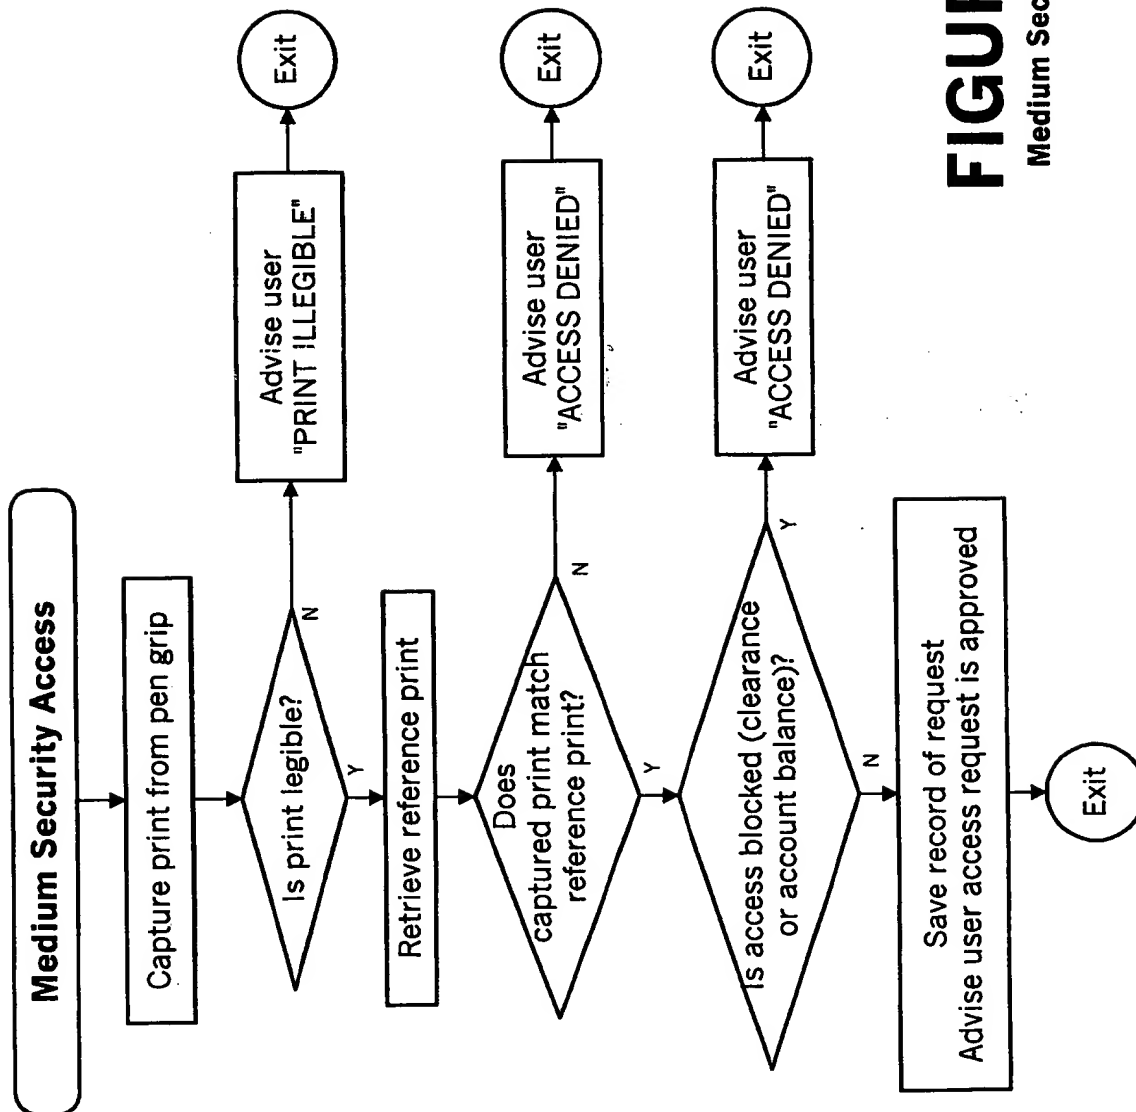 Medium Security Access
Capture print from pen grip
Is print legible?
N
Advise user
"PRINT ILLEGIBLE"
Exit
Y
Retrieve reference print
Does
captured print match
reference print?
N
Advise user
"ACCESS DENIED"
Exit
Y
Is access blocked (clearance
or account balance)?
Y
Advise user
"ACCESS DENIED"
Exit
N
Save record of request
Advise user access request is approved
Exit
Medium Sec